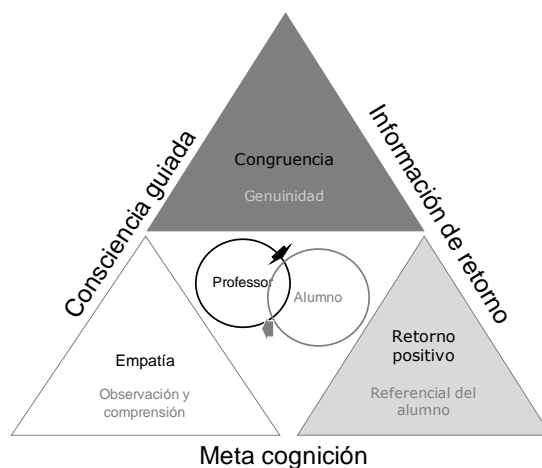 Consciencia guiada
Información de retorno
Congruencia
Genuinidad
Professor
Alumno
Empatía
Observación y
comprensión
Retorno
positivo
Referencial del
alumno
Meta cognición